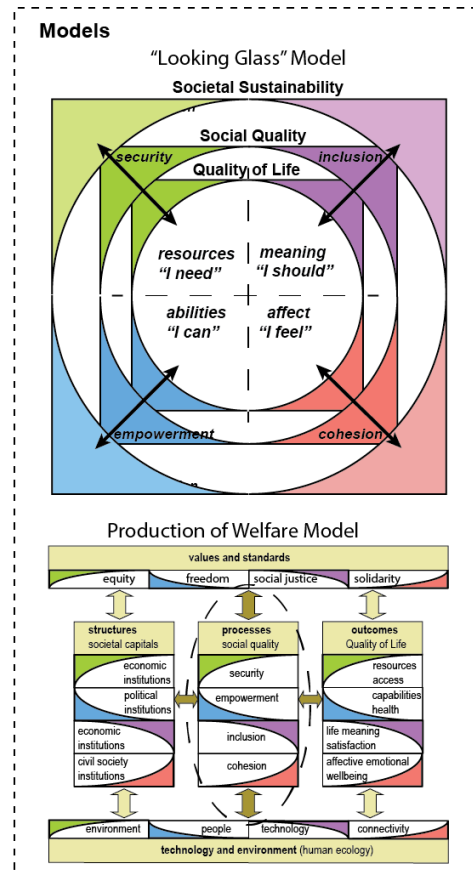 Models
“Looking Glass” Model
Societal Sustainability
Social Quality
security
inclusion
Quality of Life
resources
“I need”
meaning
“I should”
abilities
“I can”
affect
“I feel”
empowerment
cohesion
Production of Welfare Model
values and standards
equity
freedom
social justice
solidarity
structures
societal capitals
processes
social quality
outcomes
Quality of Life
economic
institutions
political
institutions
economic
institutions
civil society
institutions
security
empowerment
inclusion
cohesion
resources
access
capabilities
health
life meaning
satisfaction
affective emotional
wellbeing
environment
people
technology
connectivity
technology and environment (human ecology)